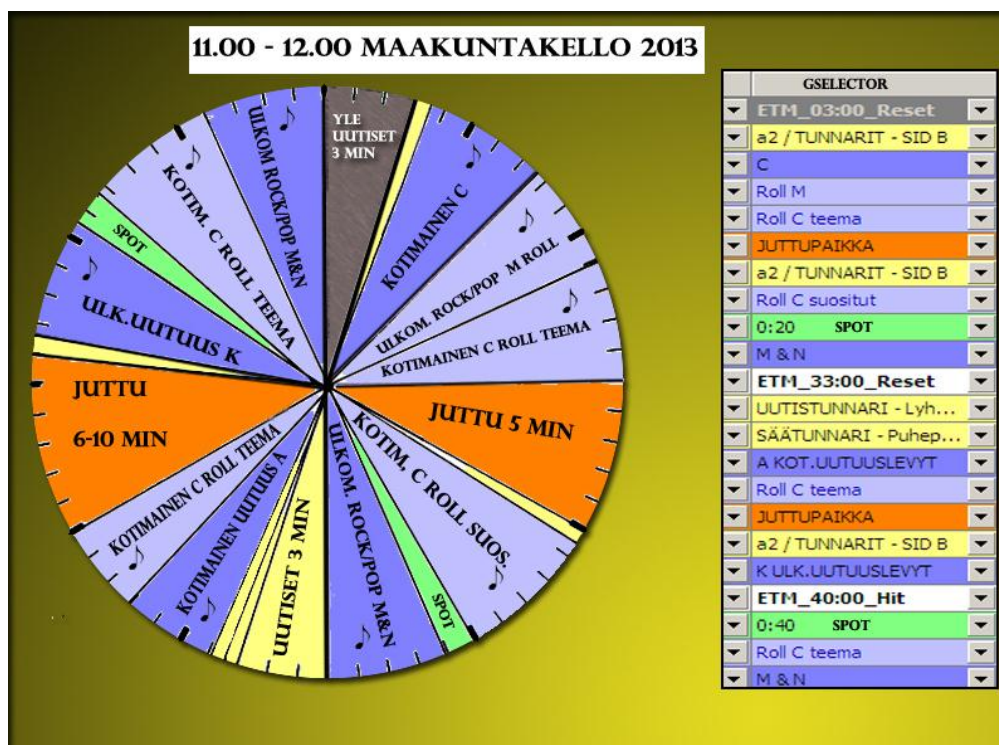 11.00 - 12.00 MAAKUNTAKELLO 2013
YLE
UUTISET
3 MIN
KOTIMAINEN C
ULKOM. ROCK/POP M ROLL
KOTIMAINEN C ROLL TEEMA
JUTTU 5 MIN
KOTIM. C ROLL SUOS.
SPOT
ULKOM. ROCK/POP M&N
UUTISET 3 MIN
KOTIMAINEN UUTUUS A
KOTIMAINEN C ROLL TEEMA
JUTTU
6-10 MIN
ULK.UUTUUS K
SPOT
KOTIM. C ROLL TEEMA
ULKOM ROCK/POP M&N
GSELECTOR
ETM_03:00_Reset
a2 / TUNNARIT - SID B
C
Roll M
Roll C teema
JUTTUPAIKKA
a2 / TUNNARIT - SID B
Roll C suositut
0:20 SPOT
M & N
ETM_33:00_Reset
UUTISTUNNARI - Lyh...
SÄÄTUNNARI - Puhep...
A KOT.UUTUUSLEVYT
Roll C teema
JUTTUPAIKKA
a2 / TUNNARIT - SID B
K ULK.UUTUUSLEVYT
ETM_40:00_Hit
0:40 SPOT
Roll C teema
M & N